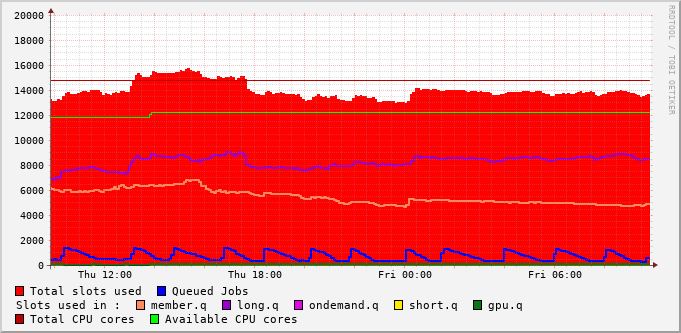 20000
18000
16000
14000
12000
10000
8000
6000
4000
2000
0
Thu 12:00 Thu 18:00 Fri 00:00 Fri 06:00
RRDTOOL / TOBI OETIKER
Total slots used Queued Jobs
Slots used in : member.q long.q ondemand.q short.q gpu.q
Total CPU cores Available CPU cores